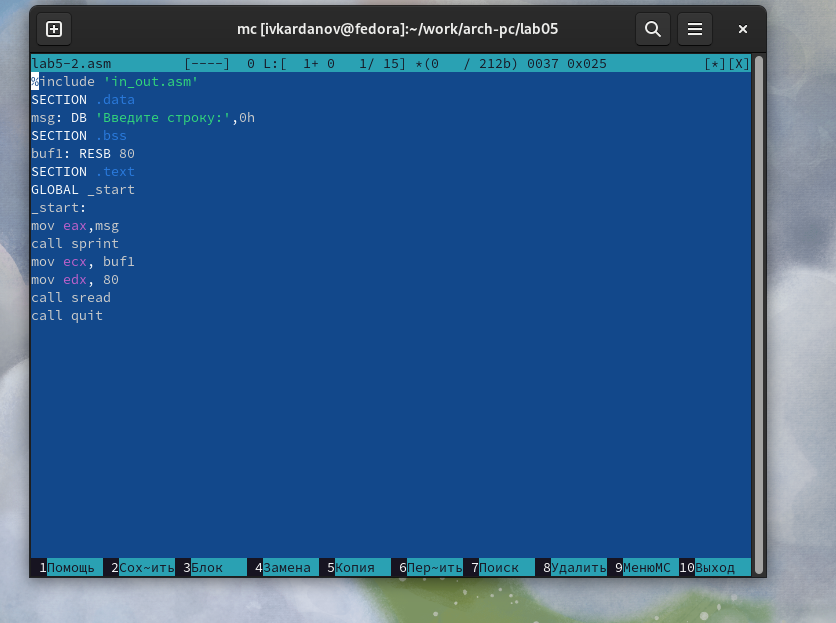 mc [ivkardanov@fedora]:~/work/arch-pc/lab05
lab5-2.asm [----] 0 L:[ 1+ 0 1/ 15] *(0 / 212b) 0037 0x025 [*][X]
%include 'in_out.asm'
SECTION .data
msg: DB 'Введите строку:',0h
SECTION .bss
buf1: RESB 80
SECTION .text
GLOBAL _start
_start:
mov eax,msg
call sprint
mov ecx, buf1
mov edx, 80
call sread
call quit
1Помощь 2Сох~ить 3Блок 4Замена 5Копия 6Пер~ить 7Поиск 8Удалить 9МенюMC 10Выход